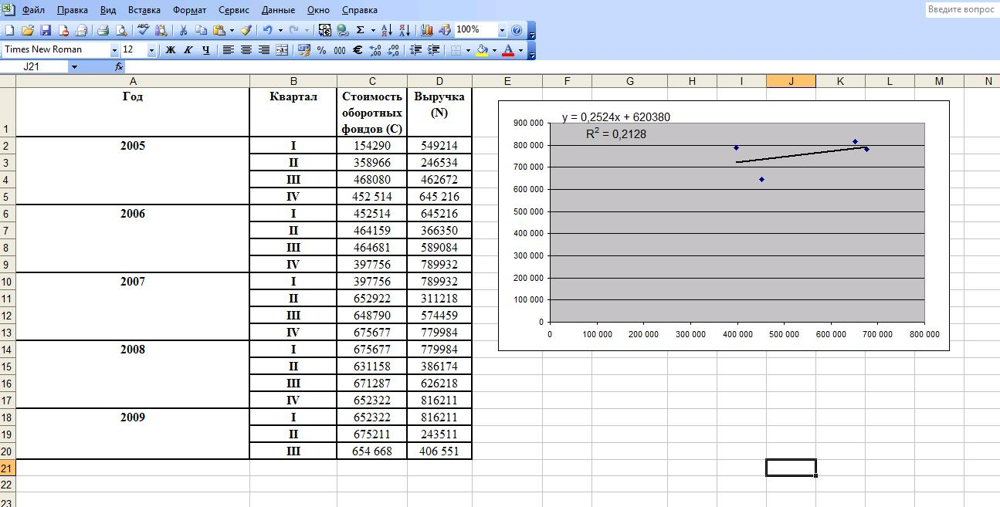 Файл Правка Вид Вставка Формат Сервис Данные Окно Справка Введите вопрос
100%
Times New Roman 12 Ж К Ч % 000 €
J21 fx
A B C D E F G H I J K L M N
1 Год Квартал Стоимость оборотных фондов (С) Выручка (N)
2 2005 I 154290 549214
3 II 358966 246534
4 III 468080 462672
5 IV 452 514 645 216
6 2006 I 452514 645216
7 II 464159 366350
8 III 464681 589084
9 IV 397756 789932
10 2007 I 397756 789932
11 II 652922 311218
12 III 648790 574459
13 IV 675677 779984
14 2008 I 675677 779984
15 II 631158 386174
16 III 671287 626218
17 IV 652322 816211
18 2009 I 652322 816211
19 II 675211 243511
20 III 654 668 406 551
21
22
23
y = 0,2524x + 620380
R² = 0,2128
900 000
800 000
700 000
600 000
500 000
400 000
300 000
200 000
100 000
0
0 100 000 200 000 300 000 400 000 500 000 600 000 700 000 800 000